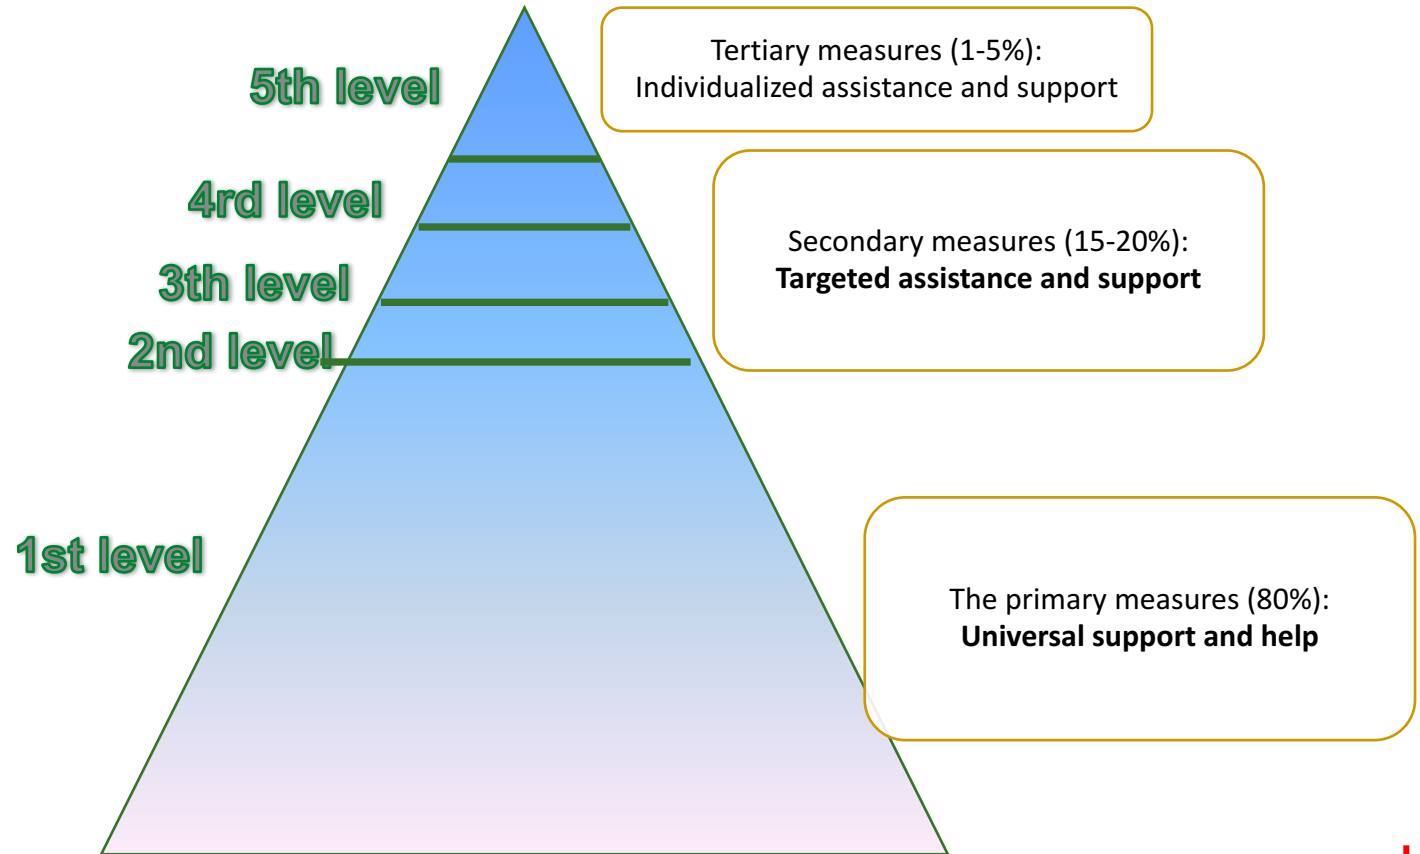 5th level
Tertiary measures (1-5%):
Individualized assistance and support
4rd level
3th level
2nd level
Secondary measures (15-20%):
Targeted assistance and support
1st level
The primary measures (80%):
Universal support and help